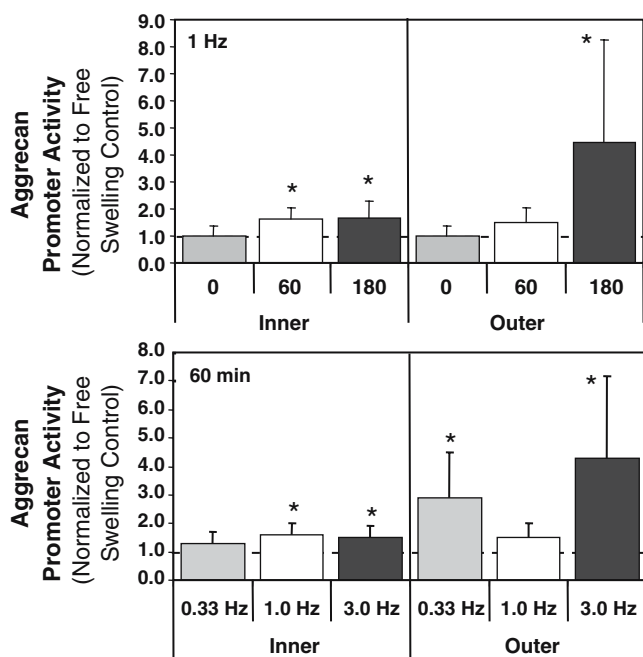 Aggrecan
Promoter Activity
(Normalized to Free
Swelling Control)
9.0
8.0
7.0
6.0
5.0
4.0
3.0
2.0
1.0
0.0
1 Hz
*
*
*
0
60
180
0
60
180
Inner
Outer
Aggrecan
Promoter Activity
(Normalized to Free
Swelling Control)
8.0
7.0
6.0
5.0
4.0
3.0
2.0
1.0
0.0
60 min
*
*
*
*
0.33 Hz
1.0 Hz
3.0 Hz
0.33 Hz
1.0 Hz
3.0 Hz
Inner
Outer